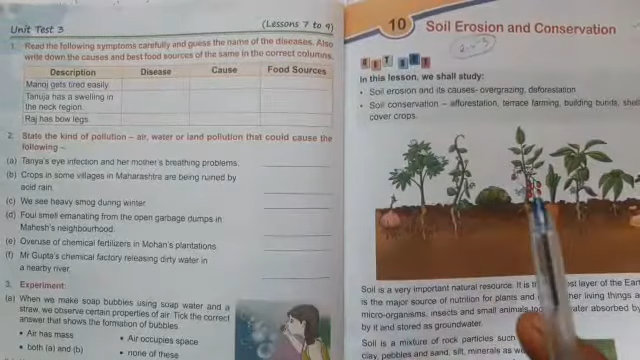 Unit Test 3
(Lessons 7 to 9)
1. Read the following symptoms carefully and guess the name of the diseases. Also
write down the causes and best food sources of the same in the correct columns.
Description Disease Cause Food Sources
Manoj gets tired easily.
Tanuja has a swelling in
the neck region.
Raj has bow legs.
2. State the kind of pollution – air, water or land pollution that could cause the
following –
(a) Tanya's eye infection and her mother's breathing problems.
(b) Crops in some villages in Maharashtra are being ruined by
acid rain.
(c) We see heavy smog during winter.
(d) Foul smell emanating from the open garbage dumps in
Mahesh's neighbourhood.
(e) Overuse of chemical fertilizers in Mohan's plantations.
(f) Mr Gupta's chemical factory releasing dirty water in
a nearby river.
3. Experiment:
(a) When we make soap bubbles using soap water and a
straw, we observe certain properties of air. Tick the correct
answer that shows the formation of bubbles.
• Air has mass • Air occupies space
• both (a) and (b) • none of these
10 Soil Erosion and Conservation
GET SET
In this lesson, we shall study:
• Soil erosion and its causes- overgrazing, deforestation
• Soil conservation – afforestation, terrace farming, building bunds,
cover crops.
Soil is a very important natural resource. It is layer of the Ear
is the major source of nutrition for plants and other living things a
micro-organisms, insects and small animals too. absorbed
by it and stored as groundwater.
Soil is a mixture of rock particles such
clay, pebbles and sand, silt, minerals as